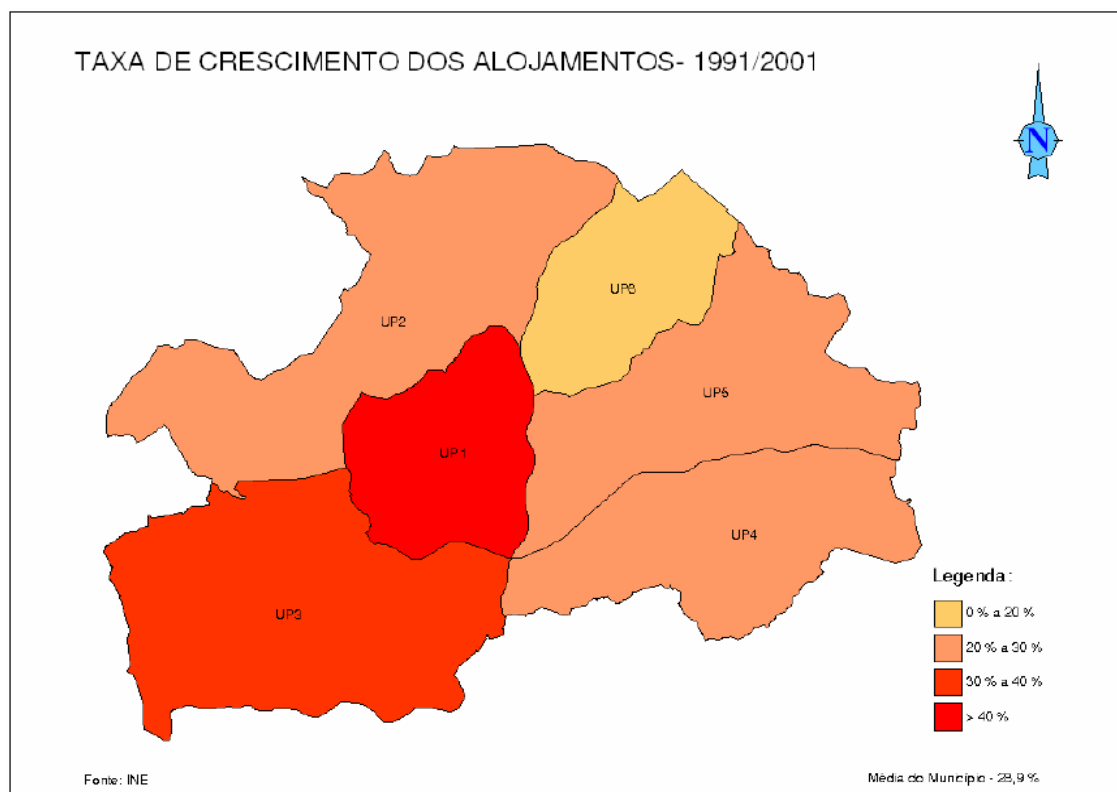 TAXA DE CRESCIMENTO DOS ALOJAMENTOS- 1991/2001
N
UP6
UP2
UP5
UP1
UP4
UP3
Legenda :
0 % a 20 %
20 % a 30 %
30 % a 40 %
> 40 %
Fonte: INE
Média do Município - 28,9 %